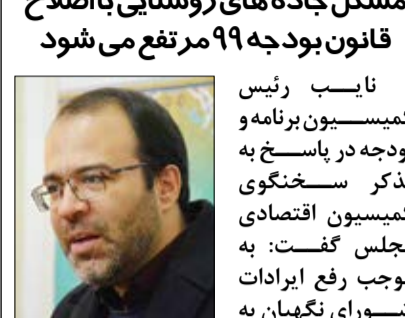 مشکل جاده های روستایی با اصلاح
قانون بودجه ۹۹ مرتفع می شود
نایب رئیس
کمیسیون برنامه و
بودجه در پاسخ به
تذکر سخنگوی
کمیسیون اقتصادی
مجلس گفت: به
موجب رفع ایرادات
شورای نگهبان به